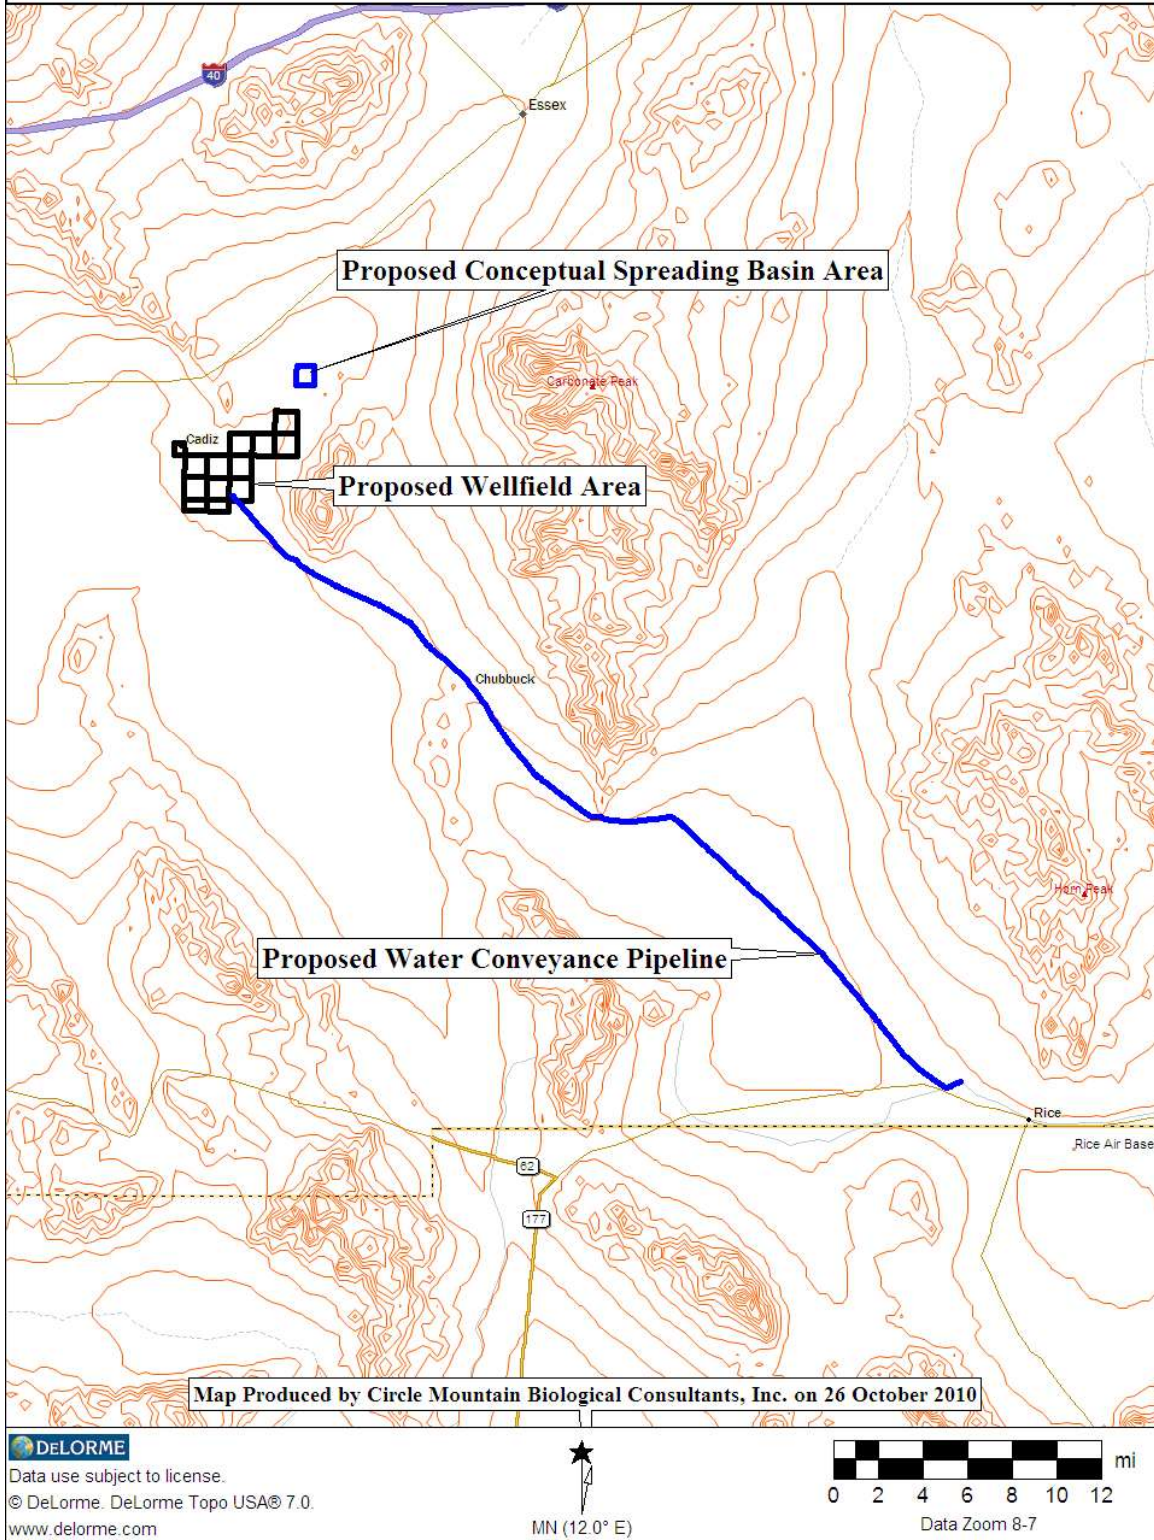 40
Essex
Proposed Conceptual Spreading Basin Area
Carbonate Peak
Cadiz
Proposed Wellfield Area
Chubbuck
Horn Peak
Proposed Water Conveyance Pipeline
Rice
Rice Air Base
62
177
Map Produced by Circle Mountain Biological Consultants, Inc. on 26 October 2010
DELORME
Data use subject to license.
© DeLorme. DeLorme Topo USA® 7.0.
www.delorme.com
MN (12.0° E)
mi
0 2 4 6 8 10 12
Data Zoom 8-7